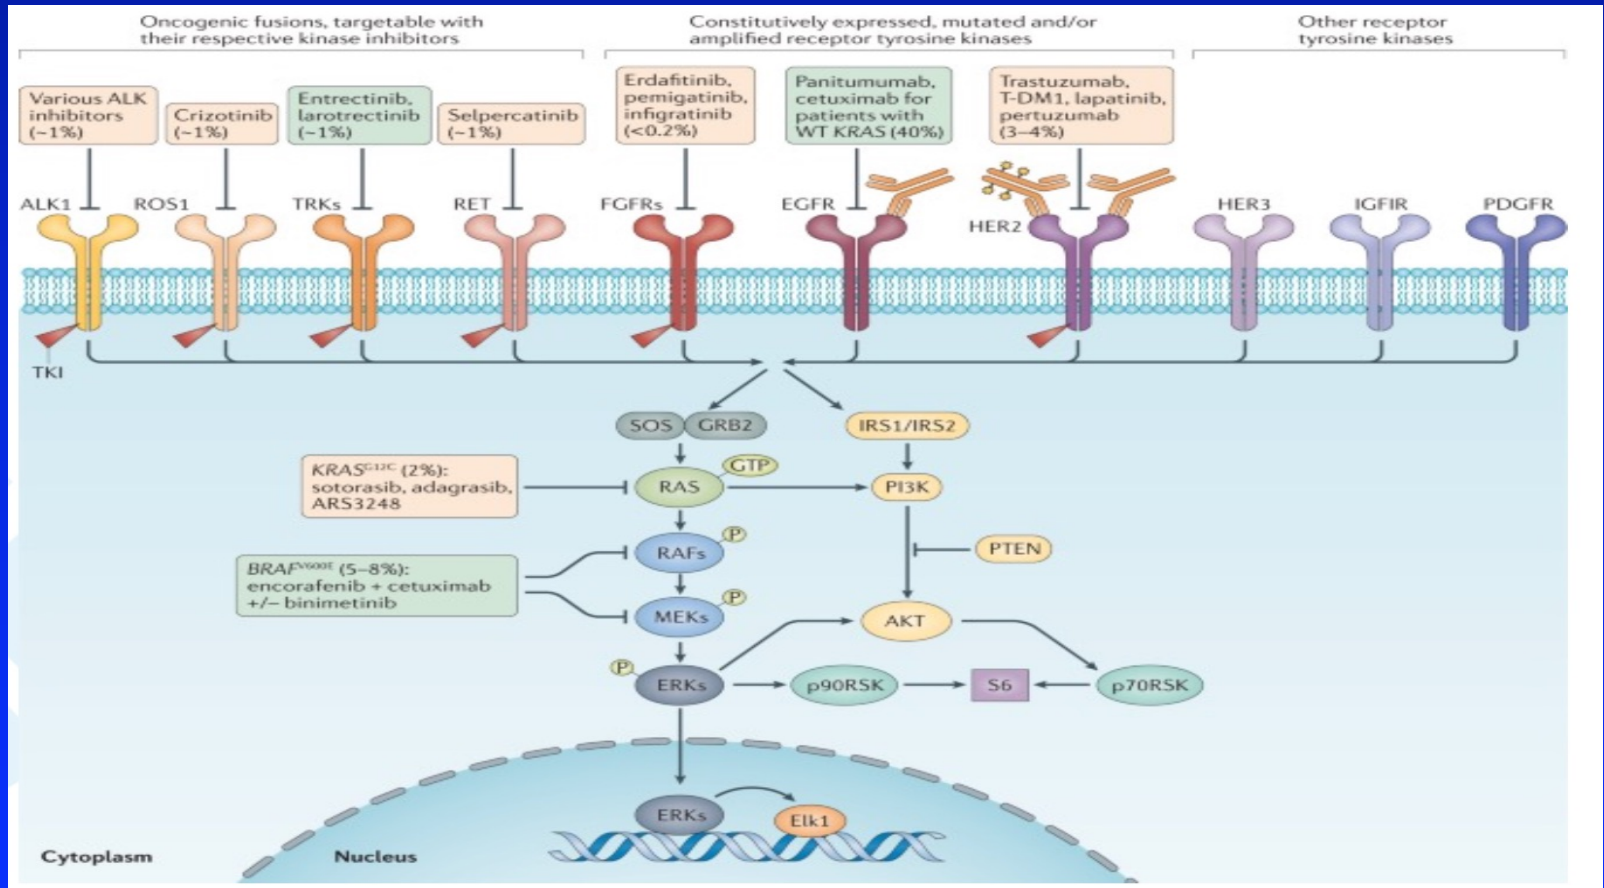 Oncogenic fusions, targetable with
their respective kinase inhibitors
Constitutively expressed, mutated and/or
amplified receptor tyrosine kinases
Other receptor
tyrosine kinases
Various ALK
inhibitors
(~1%)
Crizotinib
(~1%)
Entrectinib,
larotrectinib
(~1%)
Selpercatinib
(~1%)
Erdafitinib,
pemigatinib,
infigratinib
(<0.2%)
Panitumumab,
cetuximab for
patients with
WT KRAS (40%)
Trastuzumab,
T-DM1, lapatinib,
pertuzumab
(3–4%)
ALK1
ROS1
TRKs
RET
FGFRs
EGFR
HER2
HER3
IGFIR
PDGFR
TKI
SOS
GRB2
IRS1/IRS2
KRASG12C (2%):
sotorasib, adagrasib,
ARS3248
GTP
RAS
PI3K
P
RAFs
PTEN
BRAFV600E (5–8%):
encorafenib + cetuximab
+/− binimetinib
P
MEKs
AKT
P
ERKs
p90RSK
S6
p70RSK
ERKs
Elk1
Cytoplasm
Nucleus